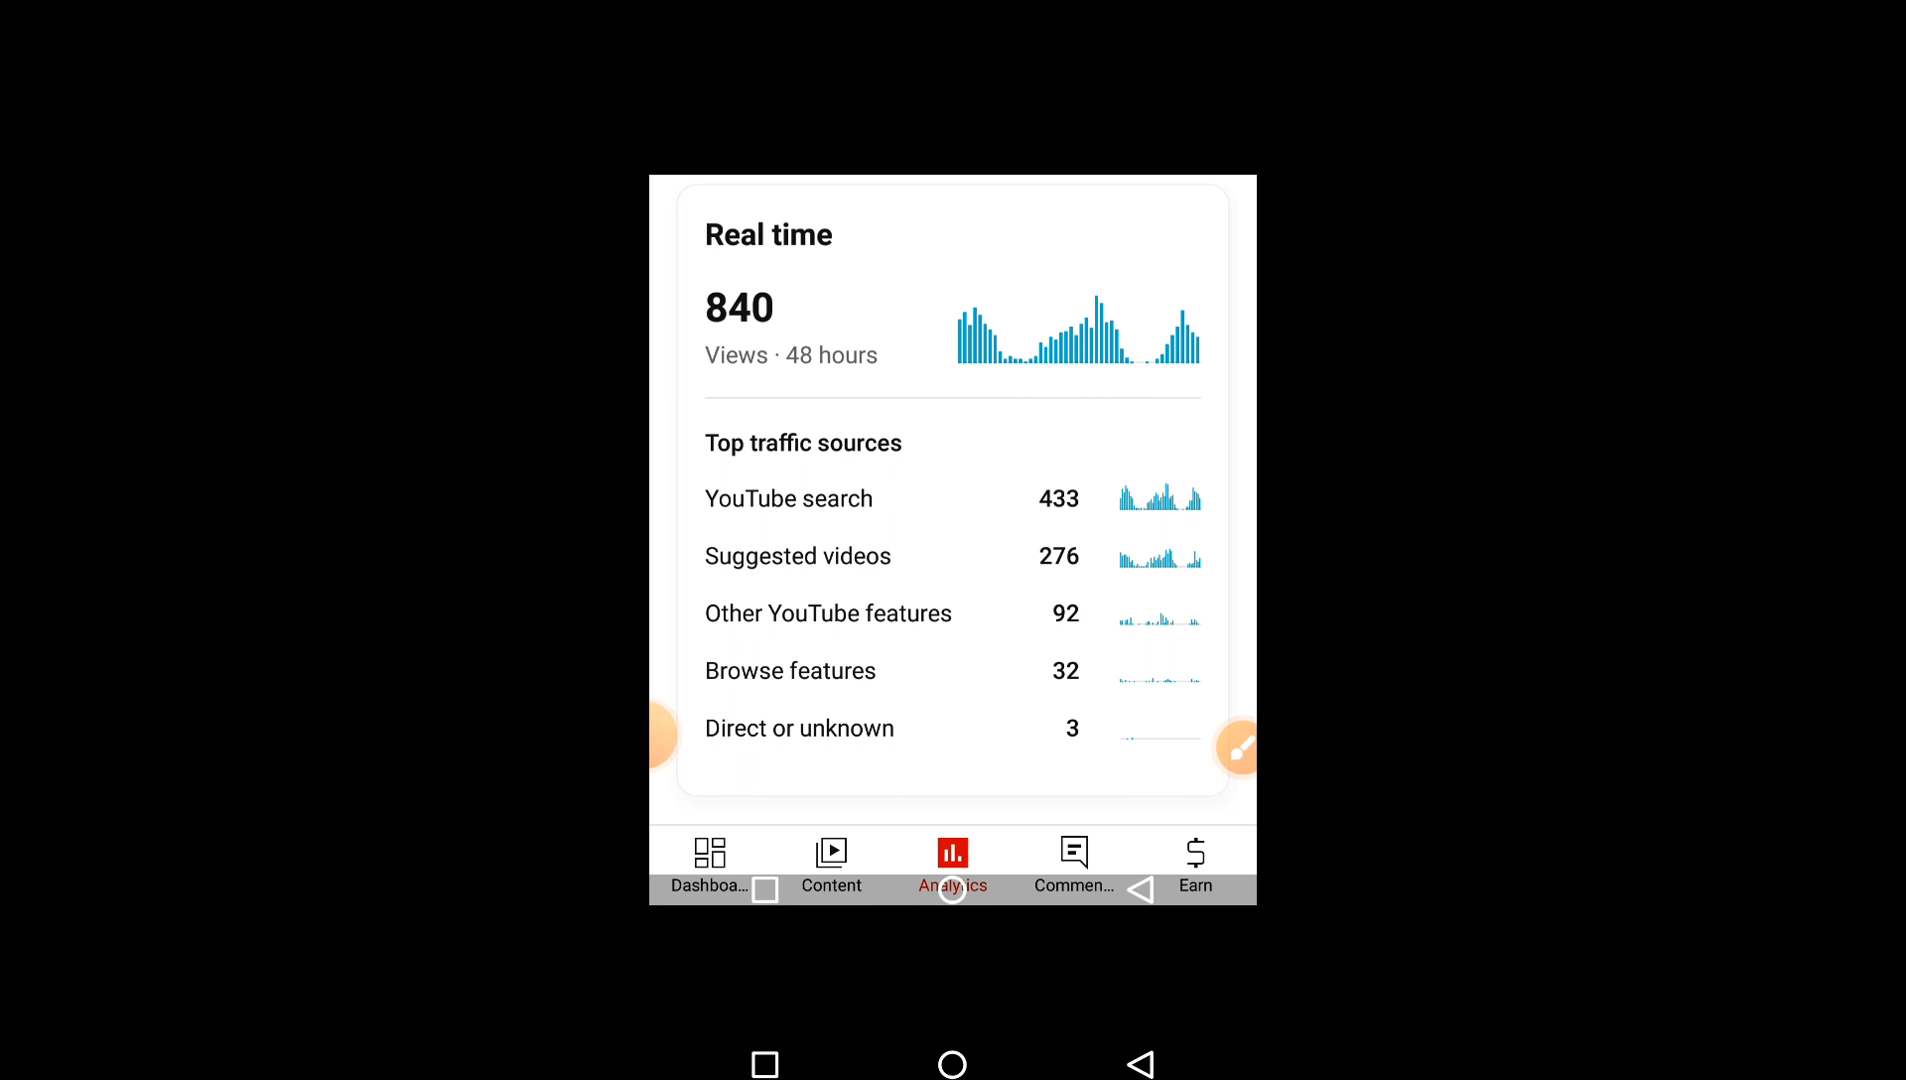 Real time
840
Views · 48 hours
Top traffic sources
YouTube search 433
Suggested videos 276
Other YouTube features 92
Browse features 32
Direct or unknown 3
Dashboa... Content Analytics Commen... Earn